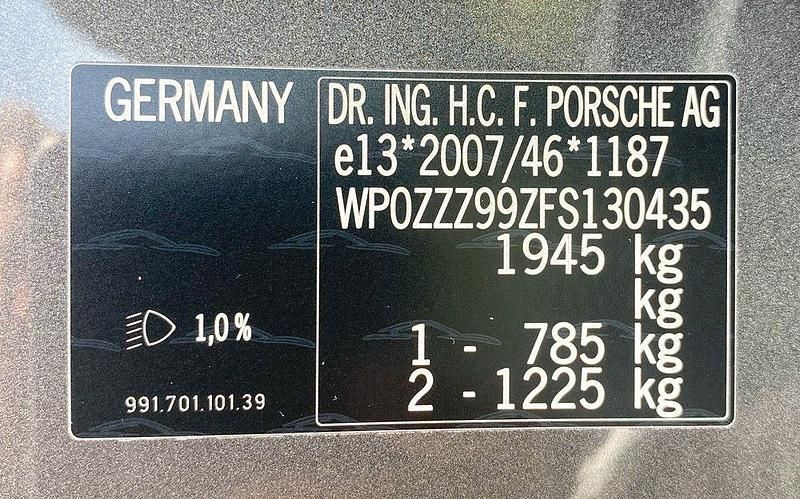 GERMANY
1,0%
991.701.101.39
DR. ING. H.C. F. PORSCHE AG
e13*2007/46*1187
WP0ZZZ99ZFS130435
1945 kg
kg
1 - 785 kg
2 - 1225 kg